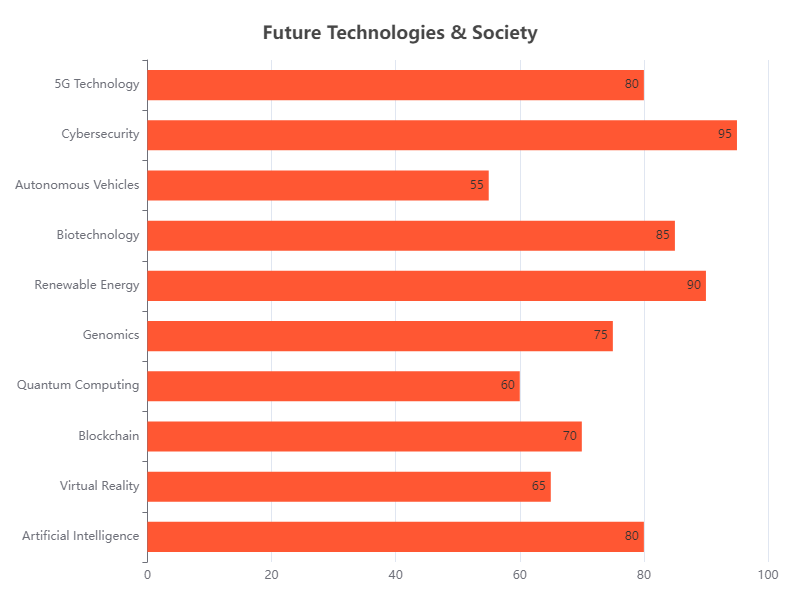 Future Technologies & Society
5G Technology 80
Cybersecurity 95
Autonomous Vehicles 55
Biotechnology 85
Renewable Energy 90
Genomics 75
Quantum Computing 60
Blockchain 70
Virtual Reality 65
Artificial Intelligence 80
0 20 40 60 80 100